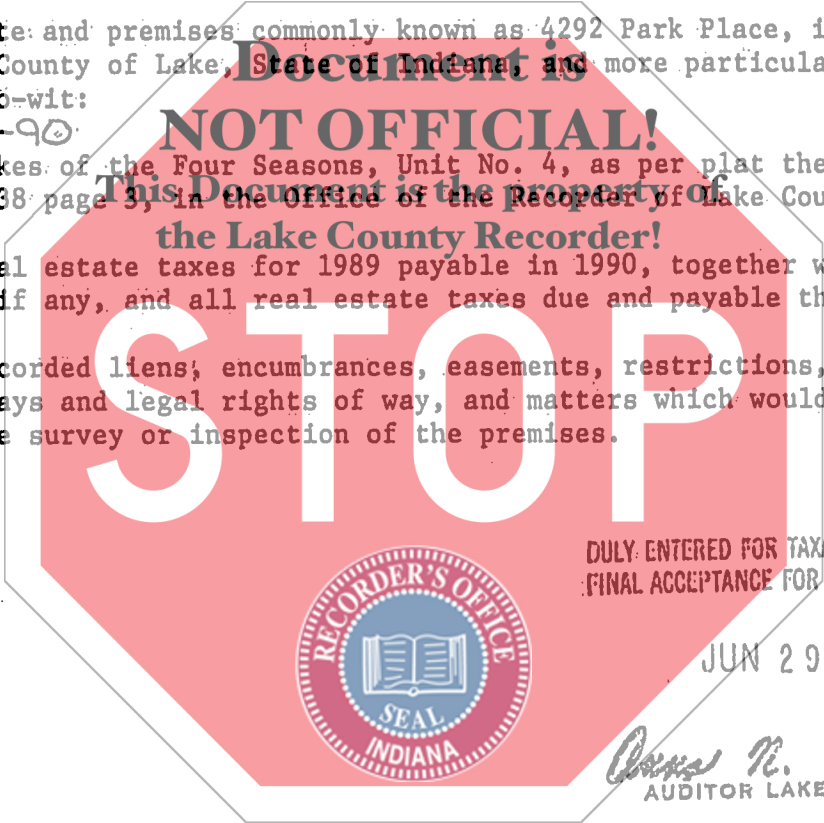 te and premises commonly known as 4292 Park Place, i
County of Lake, State of Indiana, and more particula
o-wit:
-90
kes of the Four Seasons, Unit No. 4, as per plat the
38 page 3, in the Office of the Recorder of Lake Cou
Document is
NOT OFFICIAL!
This Document is the property of
the Lake County Recorder!
al estate taxes for 1989 payable in 1990, together w
if any, and all real estate taxes due and payable th
corded liens, encumbrances, easements, restrictions,
ays and legal rights of way, and matters which would
e survey or inspection of the premises.
STOP
DULY ENTERED FOR TAXA
FINAL ACCEPTANCE FOR
JUN 29
RECORDER'S OFFICE
SEAL
INDIANA
Anna N.
AUDITOR LAKE